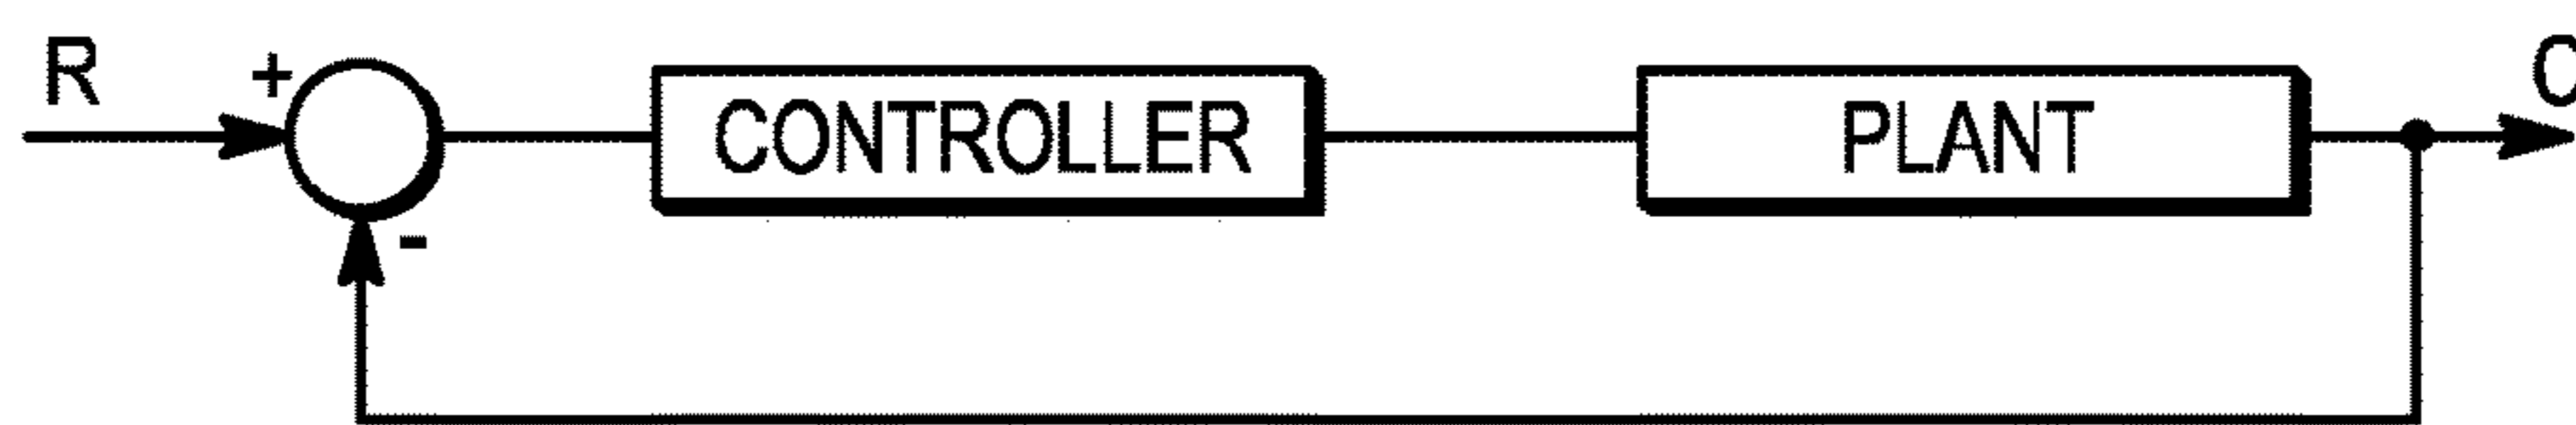 R
+
CONTROLLER
PLANT
C
-